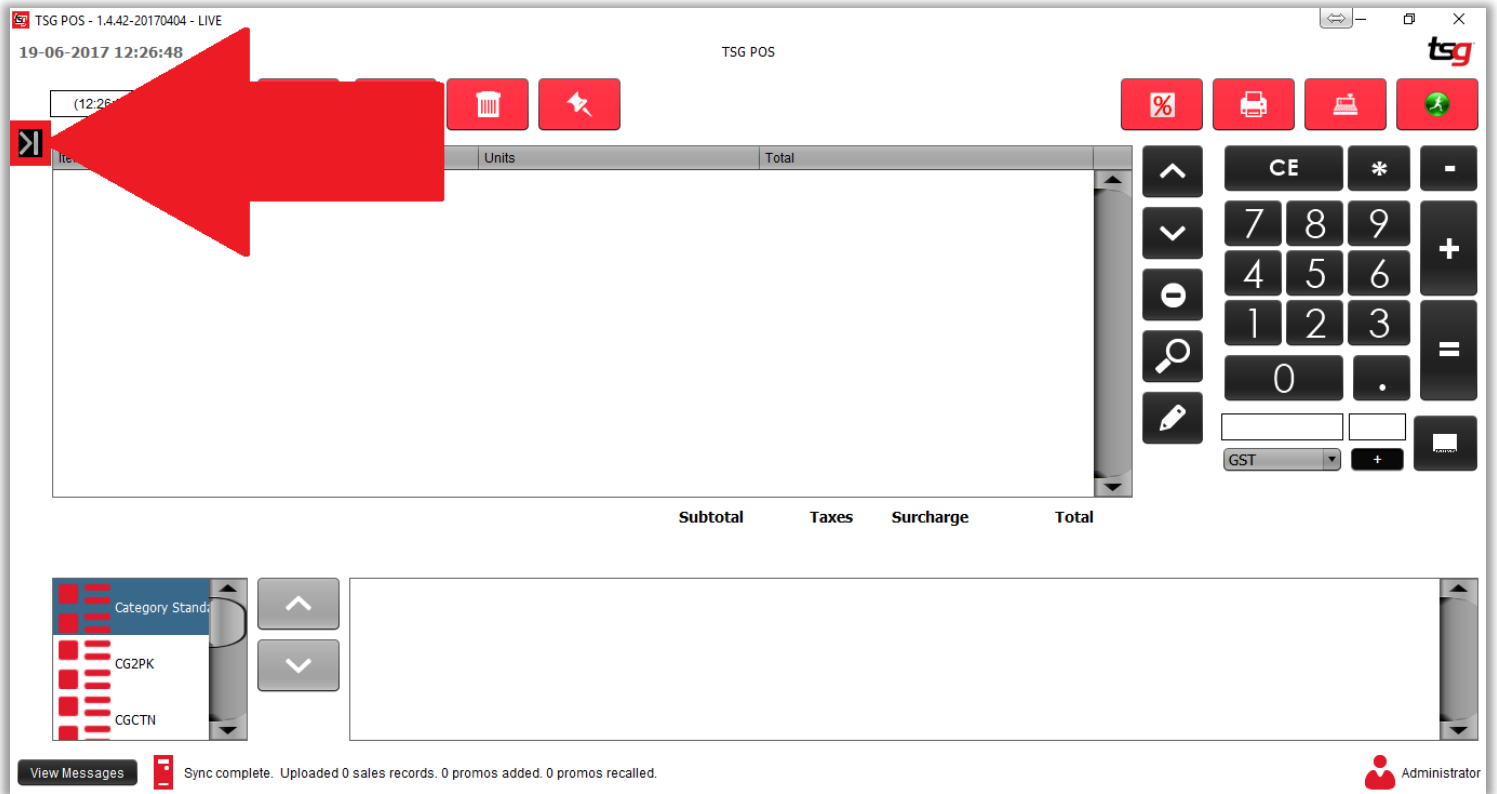 TSG POS - 1.4.42-20170404 - LIVE
19-06-2017 12:26:48
TSG POS
tsg
%
Units
Total
CE
*
-
7
8
9
+
4
5
6
1
2
3
=
0
.
GST
+
Subtotal Taxes Surcharge Total
Category Standa
CG2PK
CGCTN
View Messages
Sync complete. Uploaded 0 sales records. 0 promos added. 0 promos recalled.
Administrator